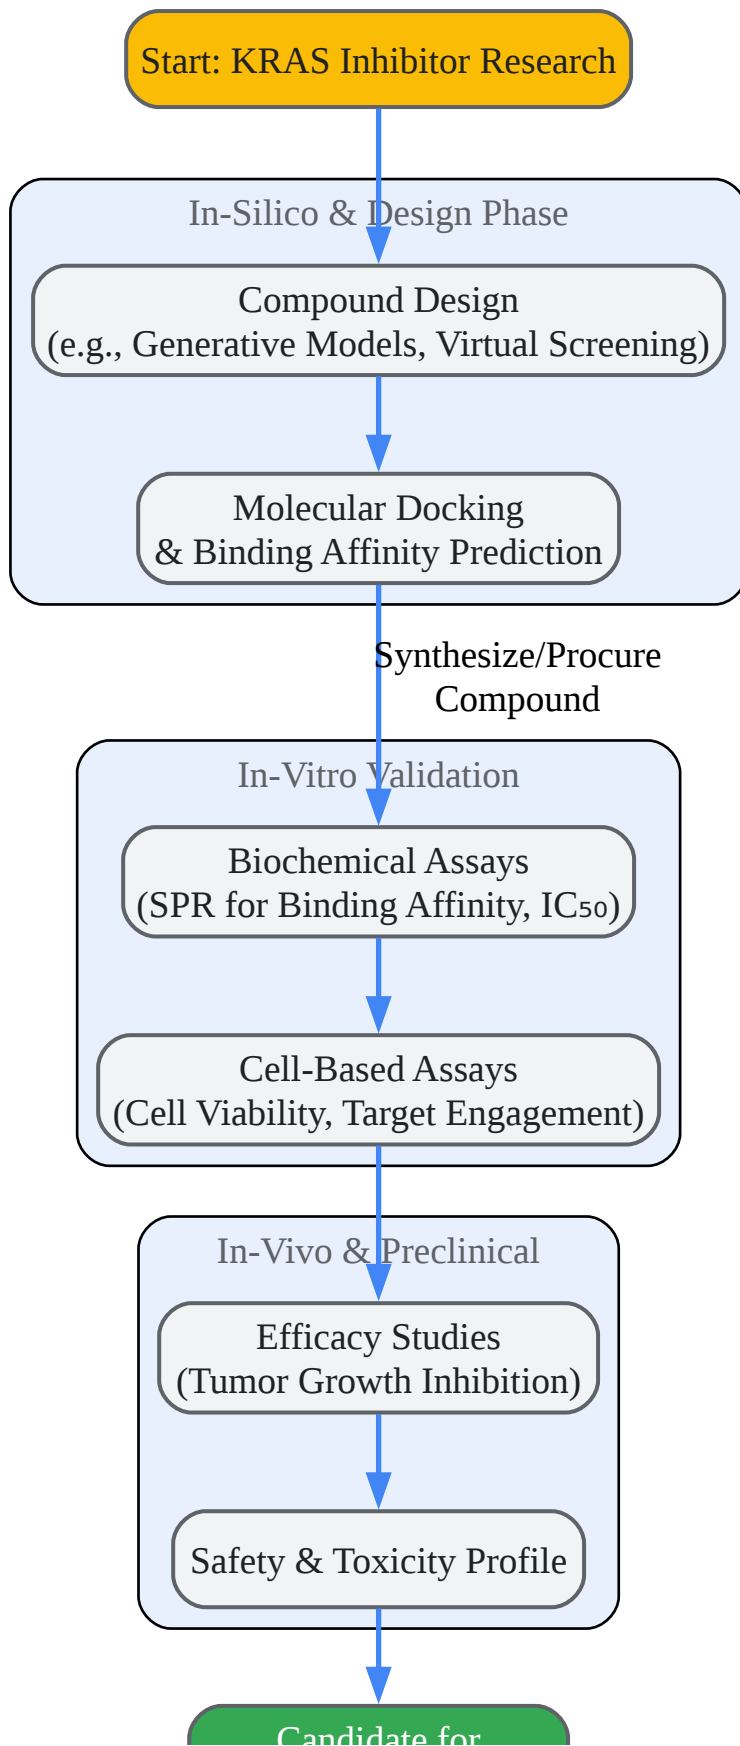 Start: KRAS Inhibitor Research
In-Silico & Design Phase
Compound Design
(e.g., Generative Models, Virtual Screening)
Molecular Docking
& Binding Affinity Prediction
Synthesize/Procure
Compound
In-Vitro Validation
Biochemical Assays
(SPR for Binding Affinity, IC₅₀)
Cell-Based Assays
(Cell Viability, Target Engagement)
In-Vivo & Preclinical
Efficacy Studies
(Tumor Growth Inhibition)
Safety & Toxicity Profile
Candidate for